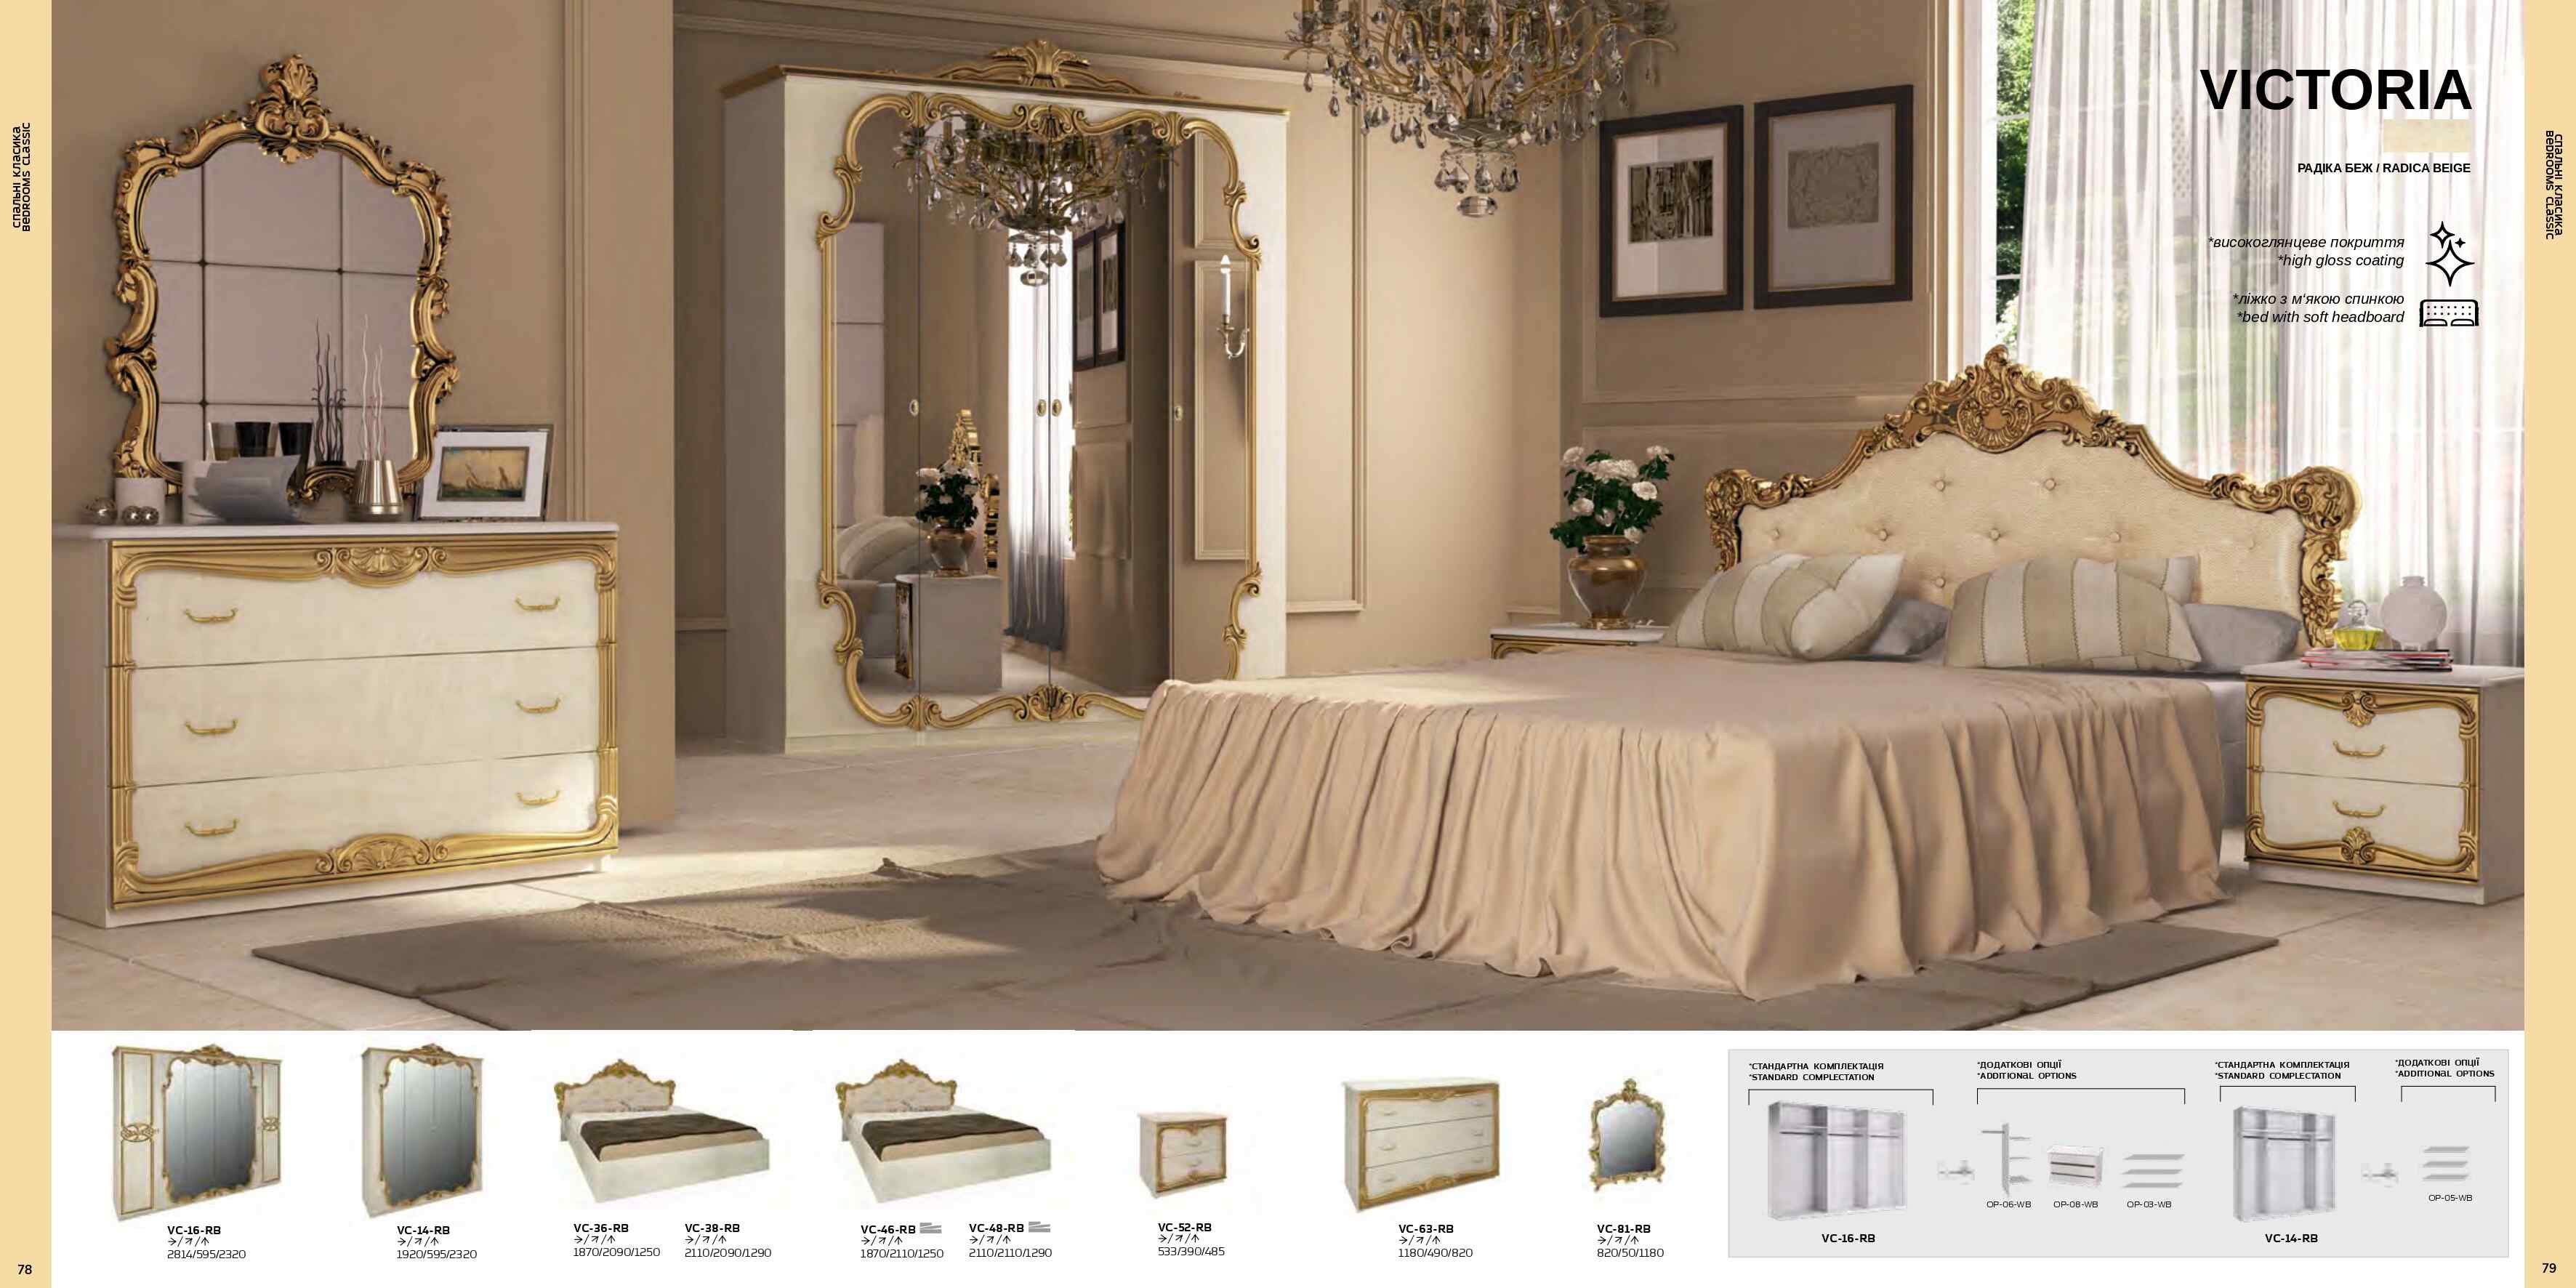 СПАЛЬНІ КЛАСИКА
BEDROOMS CLASSIC
VICTORIA
РАДІКА БЕЖ / RADICA BEIGE
*високоглянцеве покриття
*high gloss coating
*ліжко з м'якою спинкою
*bed with soft headboard
СПАЛЬНІ КЛАСИКА
BEDROOMS CLASSIC
VC-16-RB
→/↗/↑
2814/595/2320
VC-14-RB
→/↗/↑
1920/595/2320
VC-36-RB
→/↗/↑
1870/2090/1250
VC-38-RB
→/↗/↑
2110/2090/1290
VC-46-RB
→/↗/↑
1870/2110/1250
VC-48-RB
→/↗/↑
2110/2110/1290
VC-52-RB
→/↗/↑
533/390/485
VC-63-RB
→/↗/↑
1180/490/820
VC-81-RB
→/↗/↑
820/50/1180
*СТАНДАРТНА КОМПЛЕКТАЦІЯ
*STANDARD COMPLECTATION
*ДОДАТКОВІ ОПЦІЇ
*ADDITIONAL OPTIONS
OP-06-WB
OP-08-WB
OP-03-WB
VC-16-RB
*СТАНДАРТНА КОМПЛЕКТАЦІЯ
*STANDARD COMPLECTATION
*ДОДАТКОВІ ОПЦІЇ
*ADDITIONAL OPTIONS
OP-05-WB
VC-14-RB
78
79